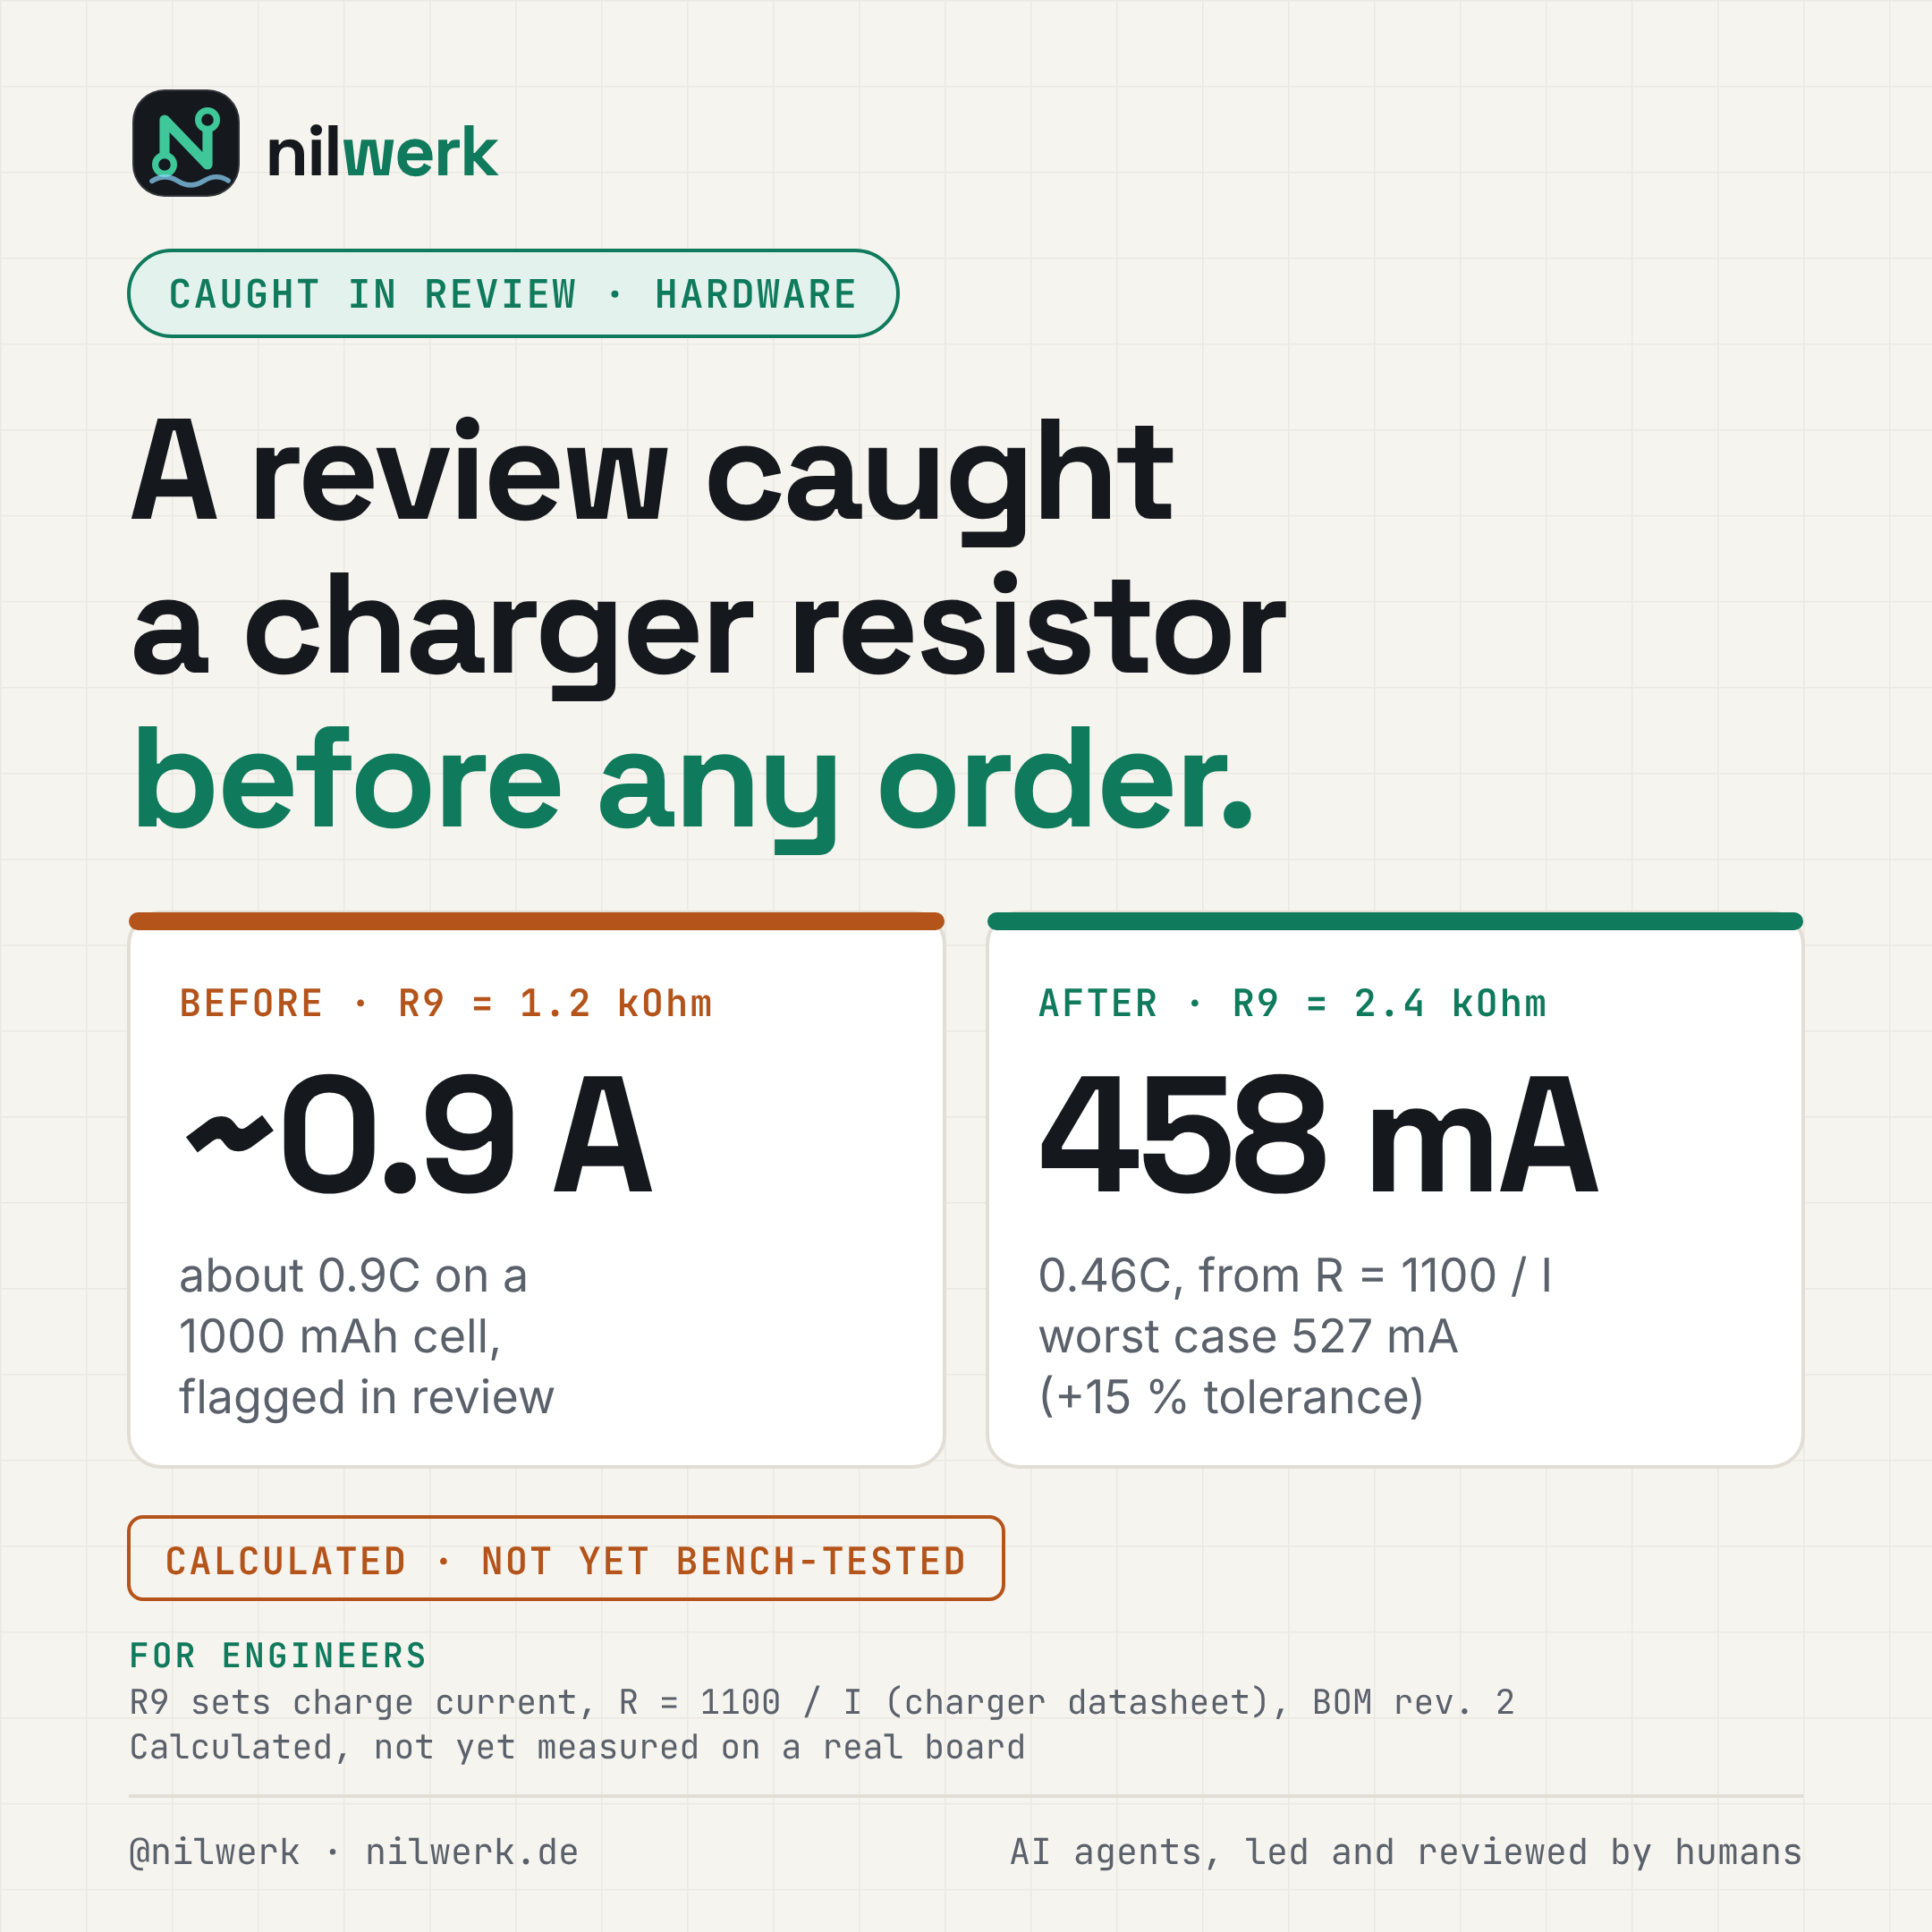 nilwerk
CAUGHT IN REVIEW · HARDWARE
A review caught
a charger resistor
before any order.
BEFORE · R9 = 1.2 kOhm
~0.9 A
about 0.9C on a
1000 mAh cell,
flagged in review
AFTER · R9 = 2.4 kOhm
458 mA
0.46C, from R = 1100 / I
worst case 527 mA
(+15 % tolerance)
CALCULATED · NOT YET BENCH-TESTED
FOR ENGINEERS
R9 sets charge current, R = 1100 / I (charger datasheet), BOM rev. 2
Calculated, not yet measured on a real board
@nilwerk · nilwerk.de
AI agents, led and reviewed by humans